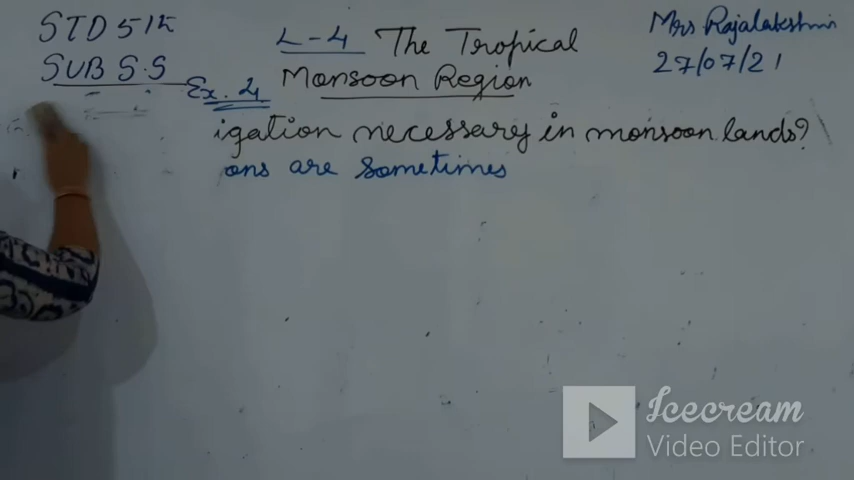 STD 5th
SUB S.S
L-4 The Tropical
Monsoon Region
Mrs Rajalakshmi
27/07/21
Ex. 4
igation necessary in monsoon lands?
ons are sometimes
Icecream
Video Editor